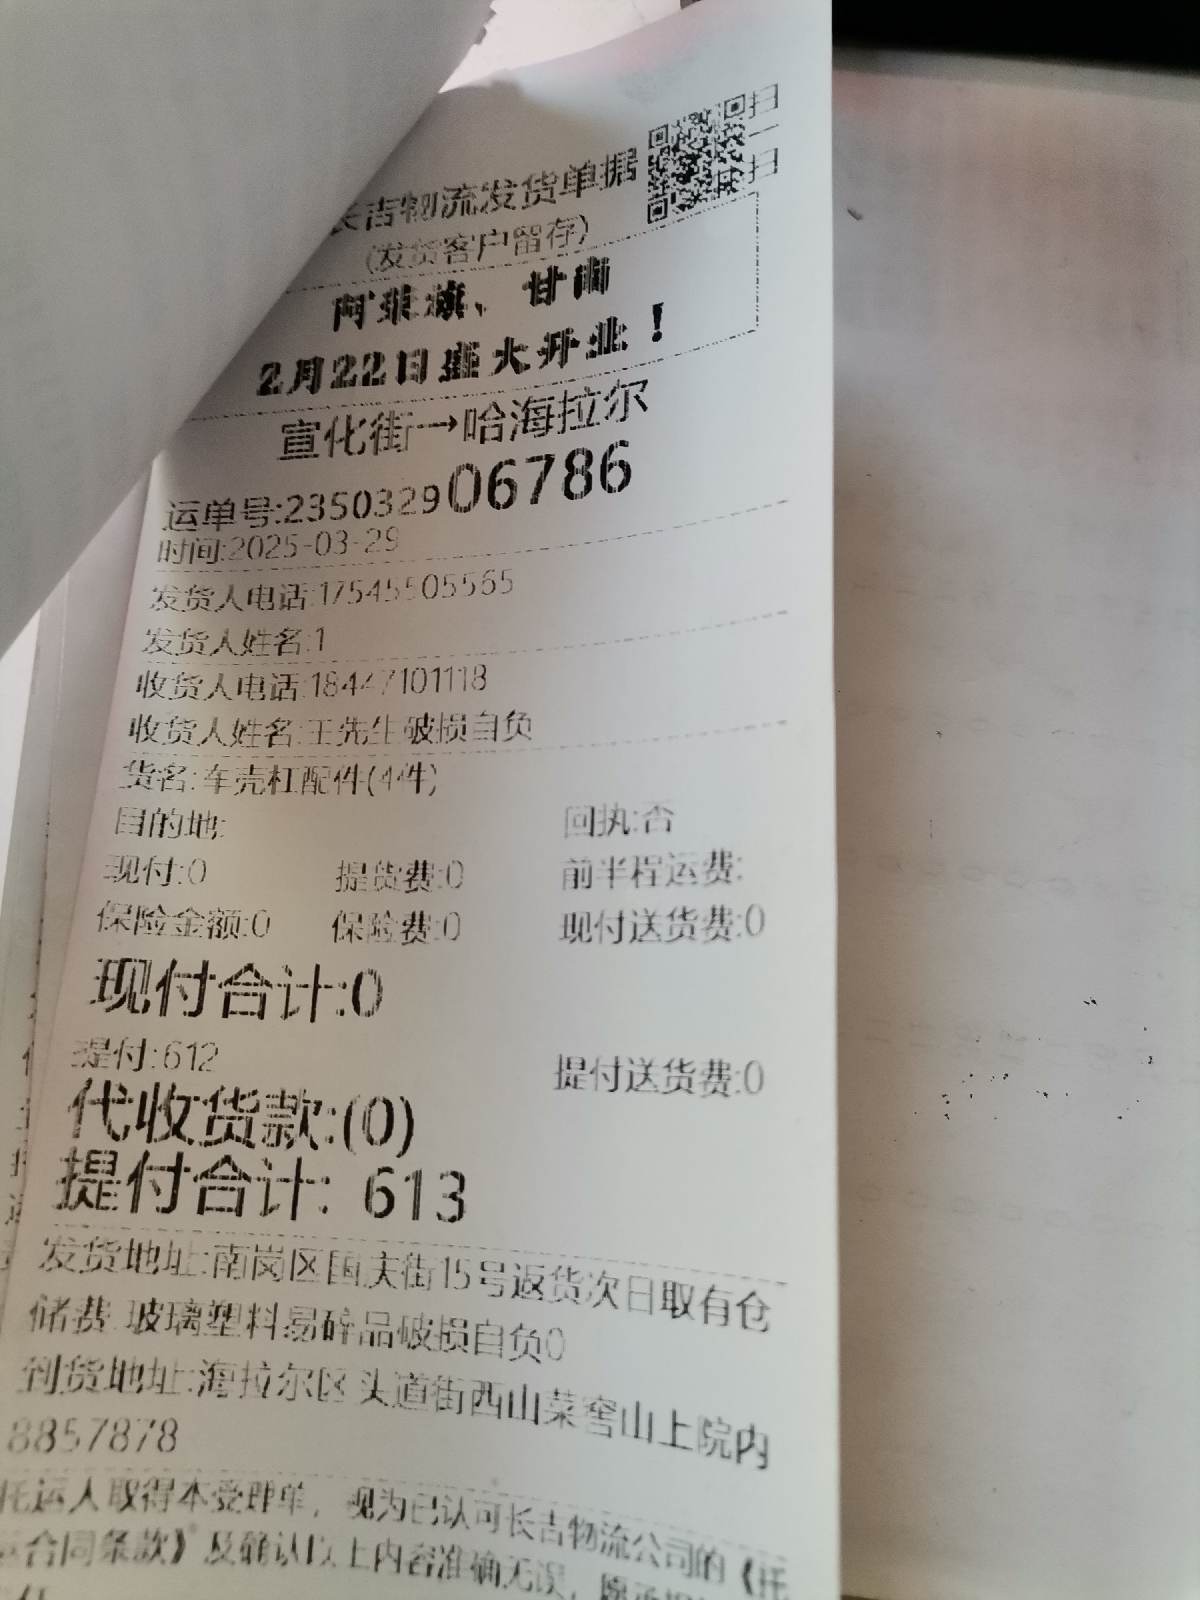 长吉物流发货单据
扫一扫
(发货客户留存)
阿荣旗、甘南
2月22日盛大开业！
宣化街→哈海拉尔
运单号:235032906786
时间:2025-03-29
发货人电话:17545505565
发货人姓名:1
收货人电话:18447101118
收货人姓名:王先生破损自负
货名:车壳杠配件(4件)
目的地: 回执:否
现付:0 提货费:0 前半程运费:
保险金额:0 保险费:0 现付送货费:0
现付合计:0
提付:612 提付送货费:0
代收货款:(0)
提付合计: 613
发货地址:南岗区国庆街15号返货次日取有仓
储费 玻璃塑料易碎品破损自负0
到货地址:海拉尔区头道街西山菜窖山上院内
8857878
托运人取得本受理单，视为已认可长吉物流公司的《托
合同条款》及确认以上内容准确无误，愿